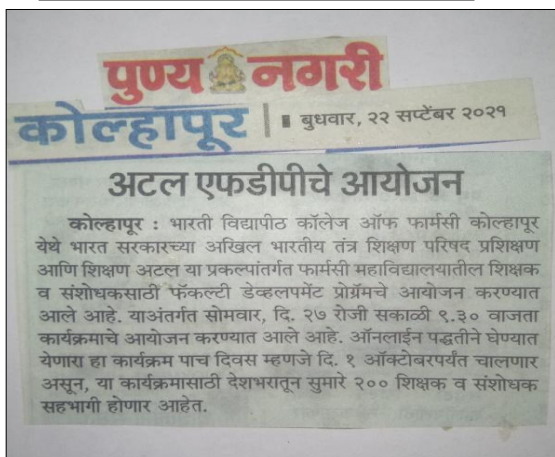 पुण्य नगरी
कोल्हापूर | ▪ बुधवार, २२ सप्टेंबर २०२१
अटल एफडीपीचे आयोजन
कोल्हापूर : भारती विद्यापीठ कॉलेज ऑफ फार्मसी कोल्हापूर
येथे भारत सरकारच्या अखिल भारतीय तंत्र शिक्षण परिषद प्रशिक्षण
आणि शिक्षण अटल या प्रकल्पांतर्गत फार्मसी महाविद्यालयातील शिक्षक
व संशोधकसाठी फॅकल्टी डेव्हलपमेंट प्रोग्रॅमचे आयोजन करण्यात
आले आहे. याअंतर्गत सोमवार, दि. २७ रोजी सकाळी ९.३० वाजता
कार्यक्रमाचे आयोजन करण्यात आले आहे. ऑनलाईन पद्धतीने घेण्यात
येणारा हा कार्यक्रम पाच दिवस म्हणजे दि. १ ऑक्टोबरपर्यंत चालणार
असून, या कार्यक्रमासाठी देशभरातून सुमारे २०० शिक्षक व संशोधक
सहभागी होणार आहेत.